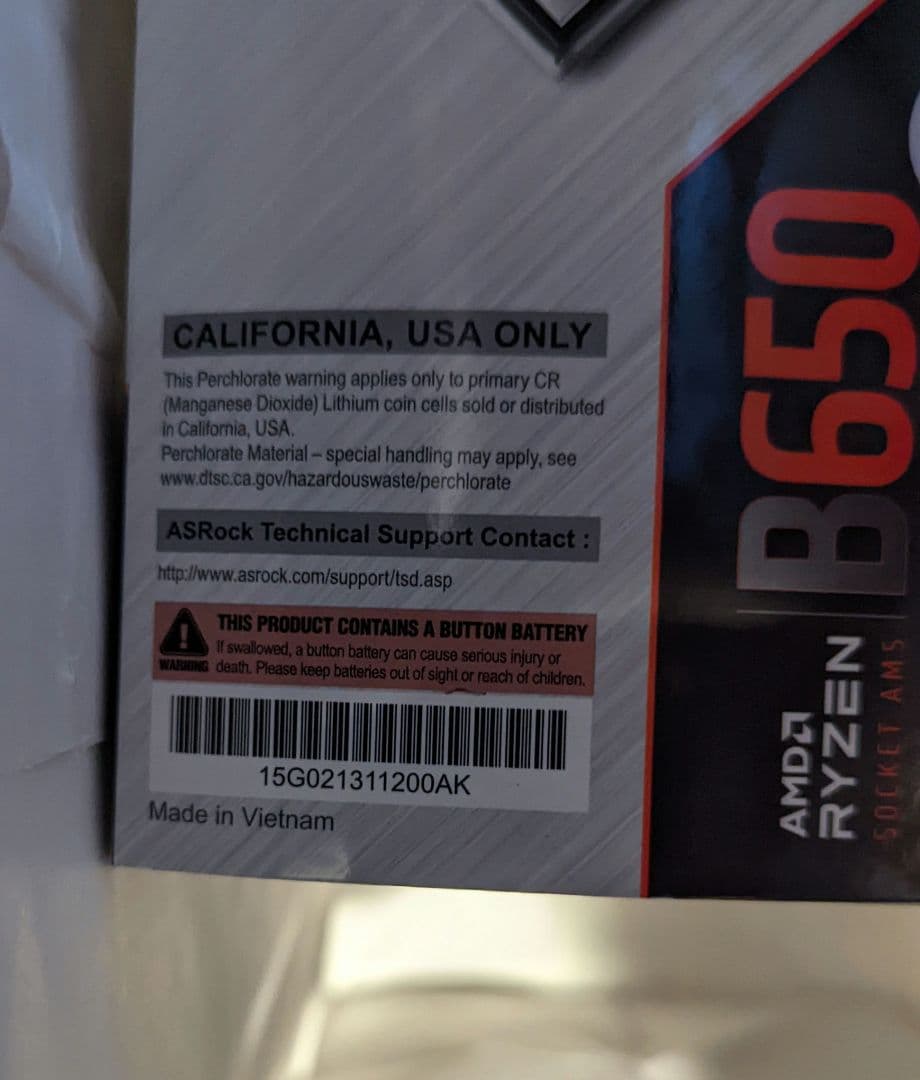 CALIFORNIA, USA ONLY
This Perchlorate warning applies only to primary CR
(Manganese Dioxide) Lithium coin cells sold or distributed
in California, USA.
Perchlorate Material – special handling may apply, see
www.dtsc.ca.gov/hazardouswaste/perchlorate
ASRock Technical Support Contact :
http://www.asrock.com/support/tsd.asp
THIS PRODUCT CONTAINS A BUTTON BATTERY
If swallowed, a button battery can cause serious injury or
WARNING death. Please keep batteries out of sight or reach of children.
15G021311200AK
Made in Vietnam
AMD
RYZEN
SOCKET AM5
B650